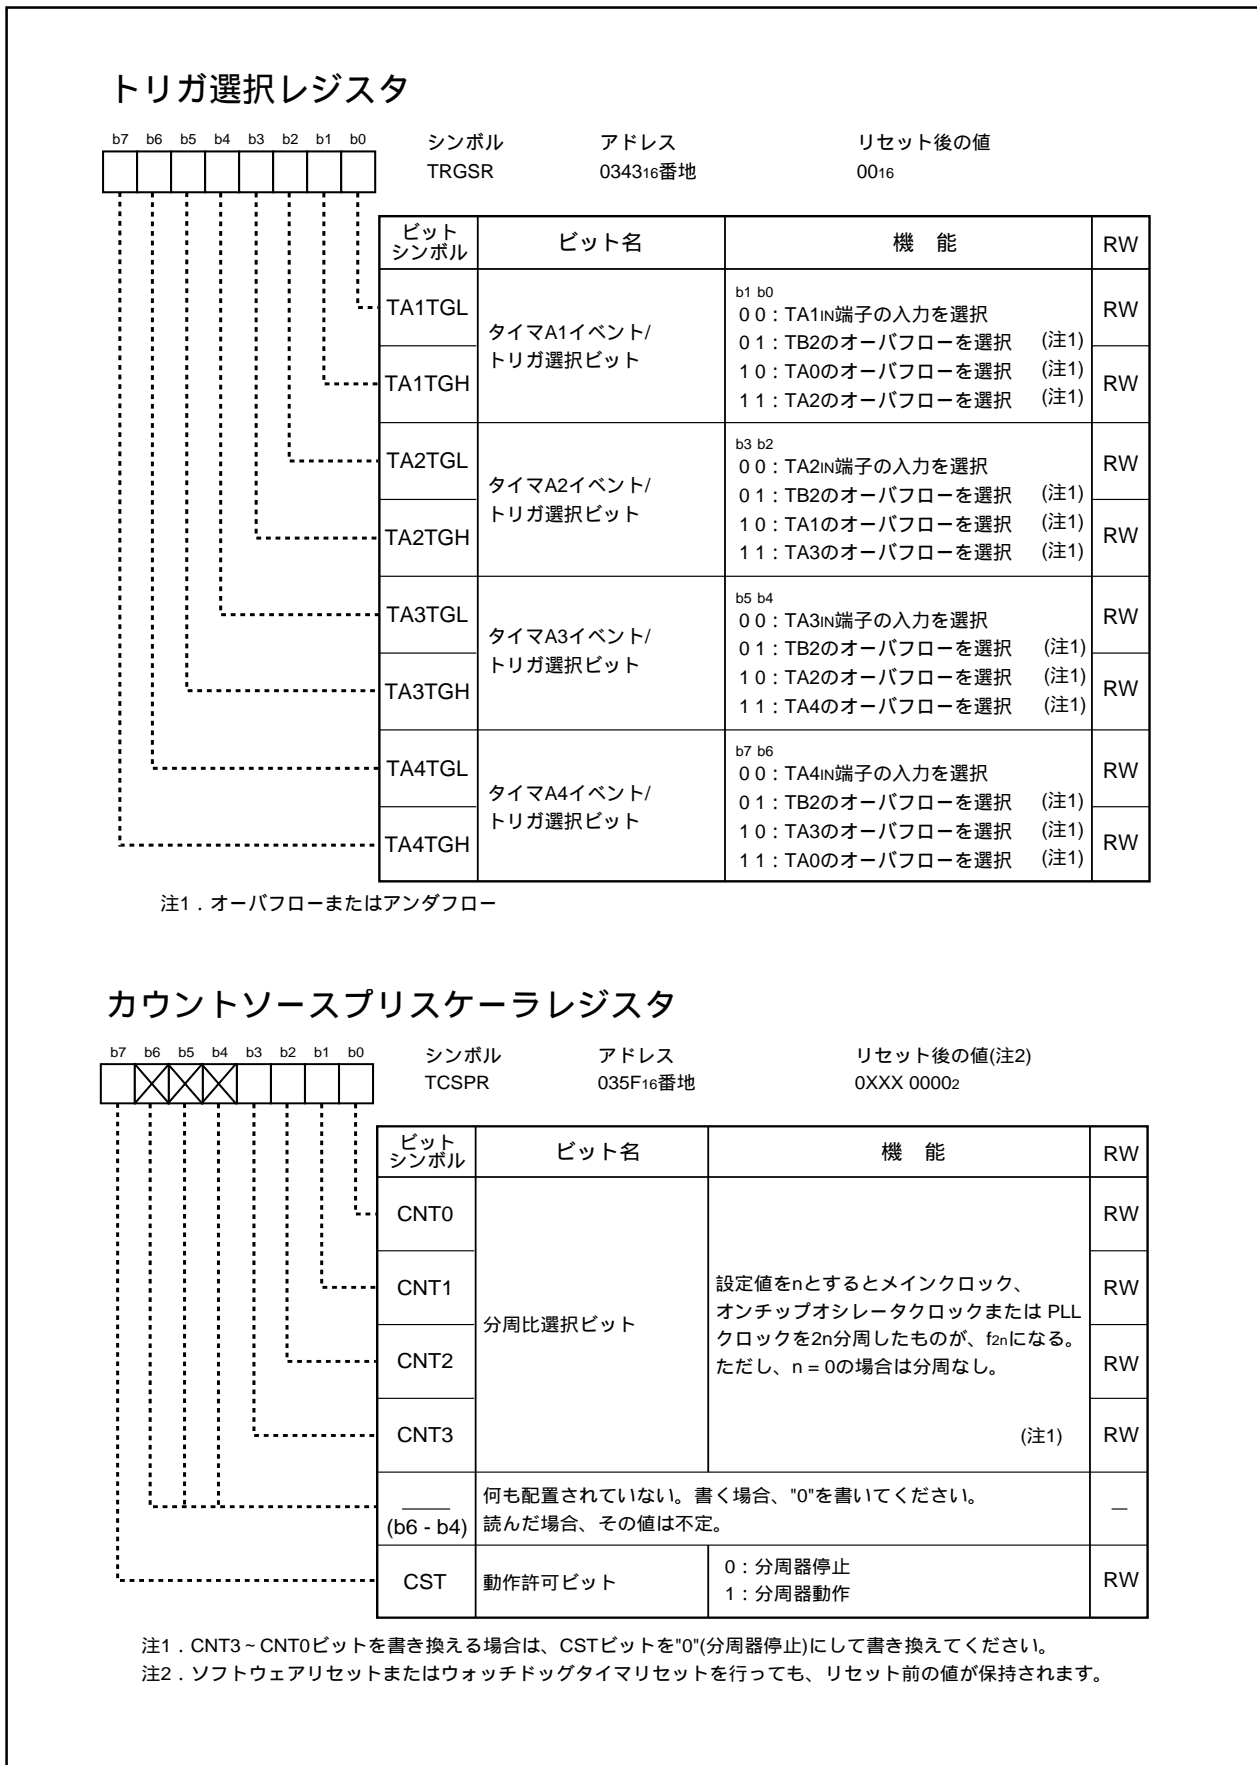 トリガ選択レジスタ
b7 b6 b5 b4 b3 b2 b1 b0
シンボル アドレス リセット後の値
TRGSR 034316番地 0016
ビット
シンボル
ビット名 機 能 RW
TA1TGL
TA1TGH
タイマA1イベント/
トリガ選択ビット
b1 b0
0 0 : TA1IN端子の入力を選択
0 1 : TB2のオーバフローを選択 (注1)
1 0 : TA0のオーバフローを選択 (注1)
1 1 : TA2のオーバフローを選択 (注1)
RW
RW
TA2TGL
TA2TGH
タイマA2イベント/
トリガ選択ビット
b3 b2
0 0 : TA2IN端子の入力を選択
0 1 : TB2のオーバフローを選択 (注1)
1 0 : TA1のオーバフローを選択 (注1)
1 1 : TA3のオーバフローを選択 (注1)
RW
RW
TA3TGL
TA3TGH
タイマA3イベント/
トリガ選択ビット
b5 b4
0 0 : TA3IN端子の入力を選択
0 1 : TB2のオーバフローを選択 (注1)
1 0 : TA2のオーバフローを選択 (注1)
1 1 : TA4のオーバフローを選択 (注1)
RW
RW
TA4TGL
TA4TGH
タイマA4イベント/
トリガ選択ビット
b7 b6
0 0 : TA4IN端子の入力を選択
0 1 : TB2のオーバフローを選択 (注1)
1 0 : TA3のオーバフローを選択 (注1)
1 1 : TA0のオーバフローを選択 (注1)
RW
RW
注1．オーバフローまたはアンダフロー
カウントソースプリスケーラレジスタ
b7 b6 b5 b4 b3 b2 b1 b0
シンボル アドレス リセット後の値(注2)
TCSPR 035F16番地 0XXX 00002
ビット
シンボル
ビット名 機 能 RW
CNT0
CNT1
CNT2
CNT3
分周比選択ビット
設定値をnとするとメインクロック、
オンチップオシレータクロックまたは PLL
クロックを2n分周したものが、f2nになる。
ただし、n = 0の場合は分周なし。
(注1)
RW
RW
RW
RW
(b6 - b4)
何も配置されていない。書く場合、"0"を書いてください。
読んだ場合、その値は不定。
—
CST 動作許可ビット
0 : 分周器停止
1 : 分周器動作
RW
注1．CNT3 ~ CNT0ビットを書き換える場合は、CSTビットを"0"(分周器停止)にして書き換えてください。
注2．ソフトウェアリセットまたはウォッチドッグタイマリセットを行っても、リセット前の値が保持されます。